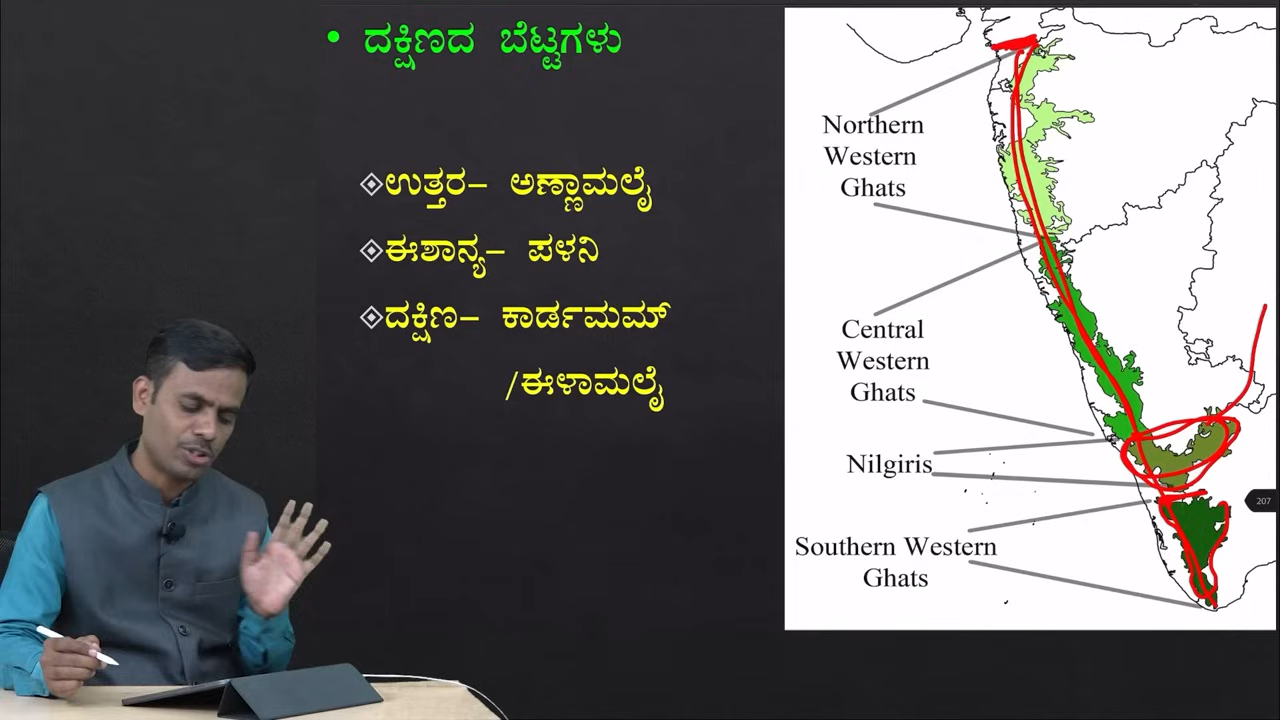 • ದಕ್ಷಿಣದ ಬೆಟ್ಟಗಳು
ಉತ್ತರ– ಅಣ್ಣಾಮಲೈ
ಈಶಾನ್ಯ– ಪಳನಿ
ದಕ್ಷಿಣ– ಕಾರ್ಡಮಮ್
/ಈಳಾಮಲೈ
Northern
Western
Ghats
Central
Western
Ghats
Nilgiris
Southern Western
Ghats
207